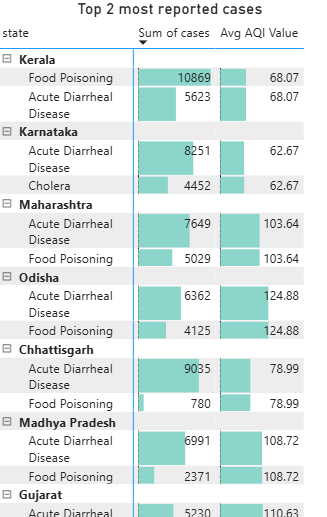 Top 2 most reported cases
state Sum of cases Avg AQI Value
Kerala
Food Poisoning 10869 68.07
Acute Diarrheal 5623 68.07
Disease
Karnataka
Acute Diarrheal 8251 62.67
Disease
Cholera 4452 62.67
Maharashtra
Acute Diarrheal 7649 103.64
Disease
Food Poisoning 5029 103.64
Odisha
Acute Diarrheal 6362 124.88
Disease
Food Poisoning 4125 124.88
Chhattisgarh
Acute Diarrheal 9035 78.99
Disease
Food Poisoning 780 78.99
Madhya Pradesh
Acute Diarrheal 6991 108.72
Disease
Food Poisoning 2371 108.72
Gujarat
Acute Diarrheal 5230 110.63